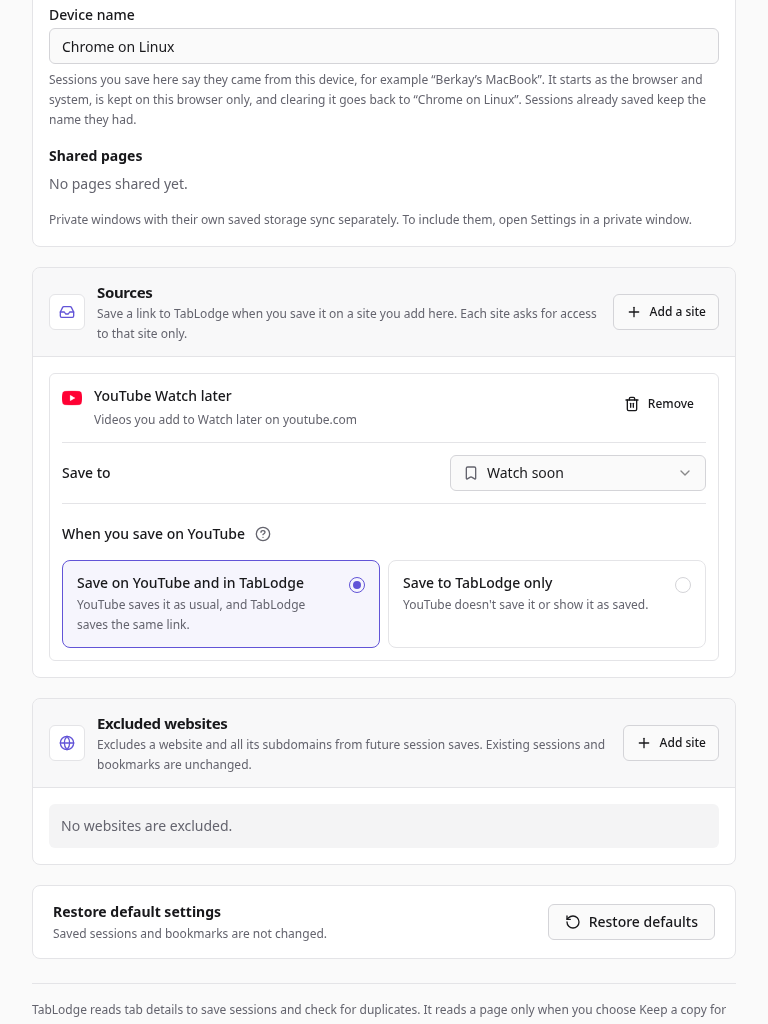 Device name
Chrome on Linux
Sessions you save here say they came from this device, for example “Berkay’s MacBook”. It starts as the browser and
system, is kept on this browser only, and clearing it goes back to “Chrome on Linux”. Sessions already saved keep the
name they had.
Shared pages
No pages shared yet.
Private windows with their own saved storage sync separately. To include them, open Settings in a private window.
Sources
Save a link to TabLodge when you save it on a site you add here. Each site asks for access
to that site only.
Add a site
YouTube Watch later
Videos you add to Watch later on youtube.com
Remove
Save to
Watch soon
When you save on YouTube
Save on YouTube and in TabLodge
YouTube saves it as usual, and TabLodge
saves the same link.
Save to TabLodge only
YouTube doesn't save it or show it as saved.
Excluded websites
Excludes a website and all its subdomains from future session saves. Existing sessions and
bookmarks are unchanged.
Add site
No websites are excluded.
Restore default settings
Saved sessions and bookmarks are not changed.
Restore defaults
TabLodge reads tab details to save sessions and check for duplicates. It reads a page only when you choose Keep a copy for